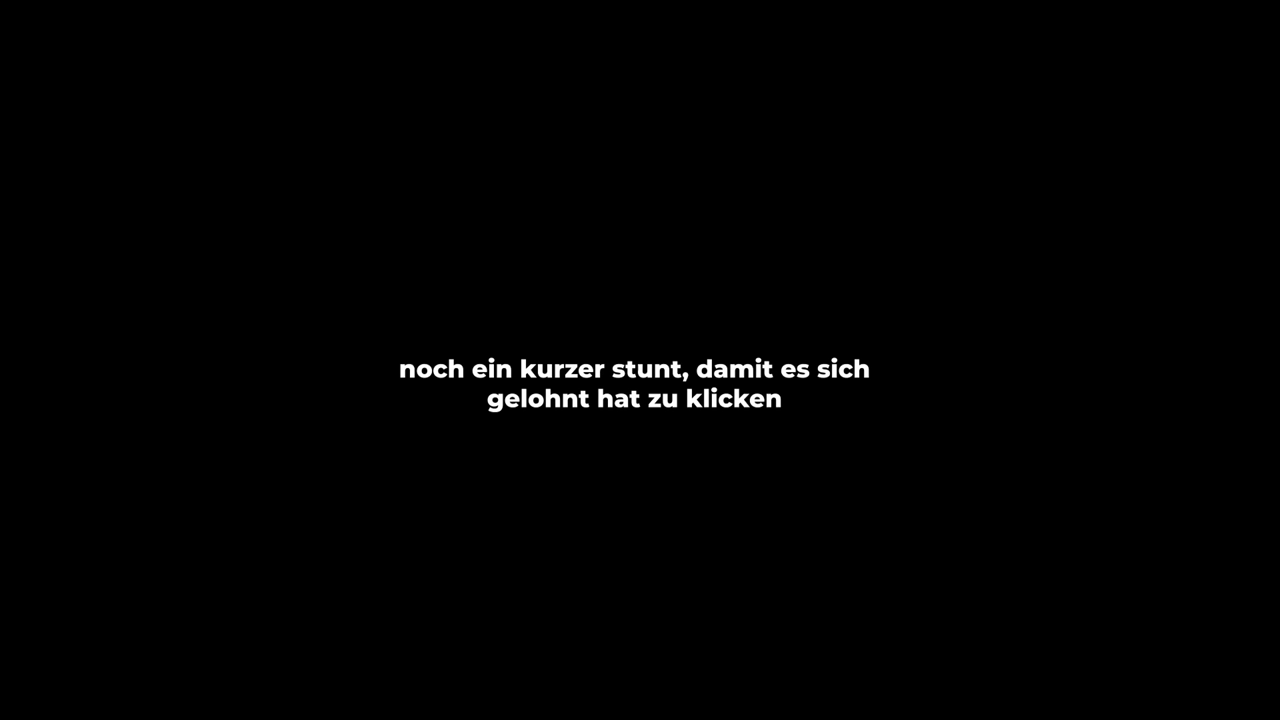 noch ein kurzer stunt, damit es sich
gelohnt hat zu klicken